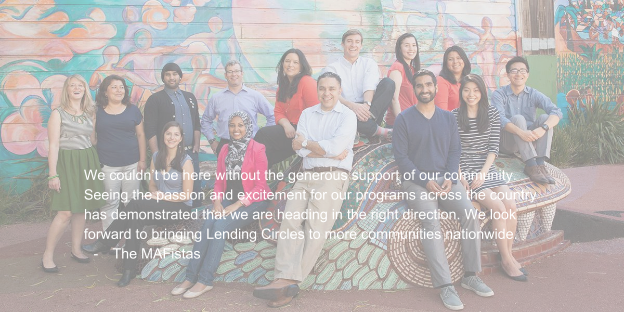 We couldn't be here without the generous support of our community.
Seeing the passion and excitement for our programs across the country
has demonstrated that we are heading in the right direction. We look
forward to bringing Lending Circles to more communities nationwide.
- The MAFistas